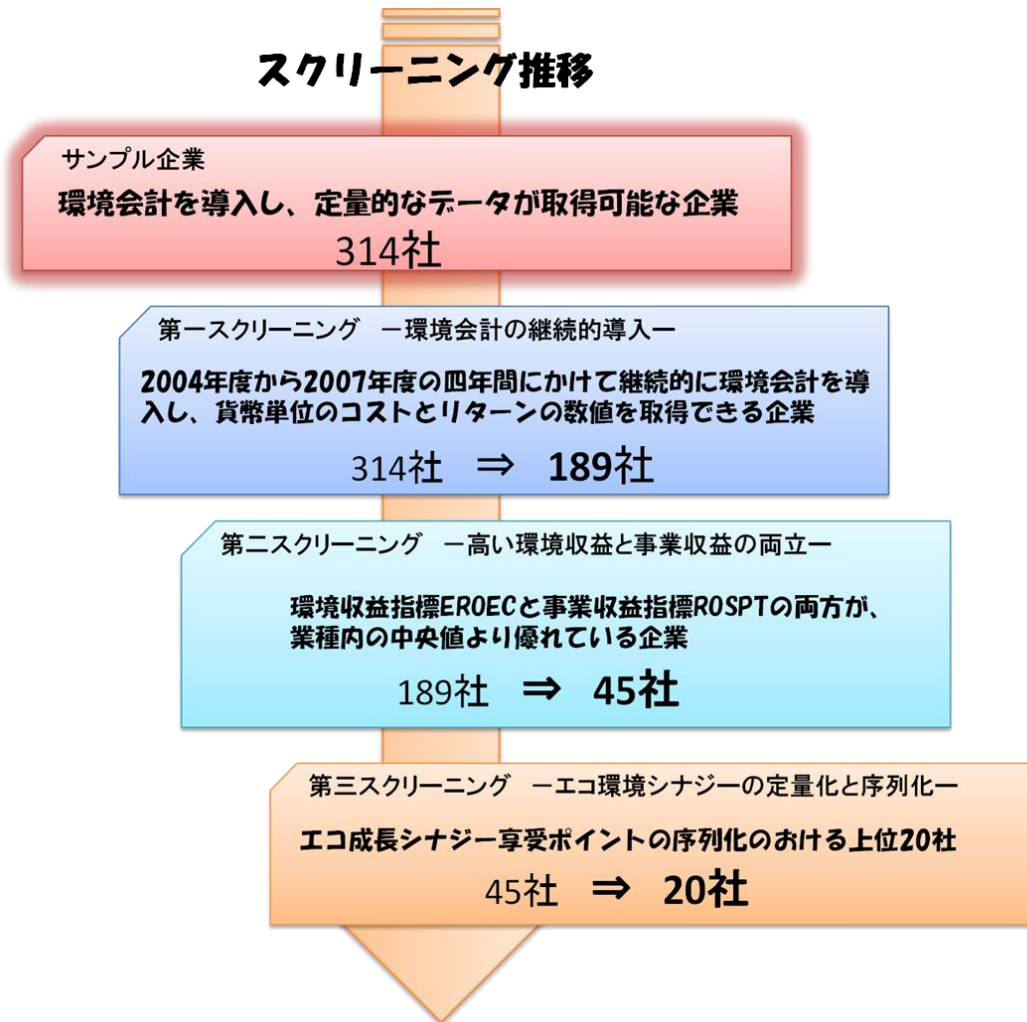 スクリーニング推移
サンプル企業
環境会計を導入し、定量的なデータが取得可能な企業
314社
第一スクリーニング －環境会計の継続的導入－
2004年度から2007年度の四年間にかけて継続的に環境会計を導
入し、貨幣単位のコストとリターンの数値を取得できる企業
314社 ⇒ 189社
第二スクリーニング －高い環境収益と事業収益の両立－
環境収益指標EROECと事業収益指標ROSPTの両方が、
業種内の中央値より優れている企業
189社 ⇒ 45社
第三スクリーニング －エコ環境シナジーの定量化と序列化－
エコ成長シナジー享受ポイントの序列化のおける上位20社
45社 ⇒ 20社